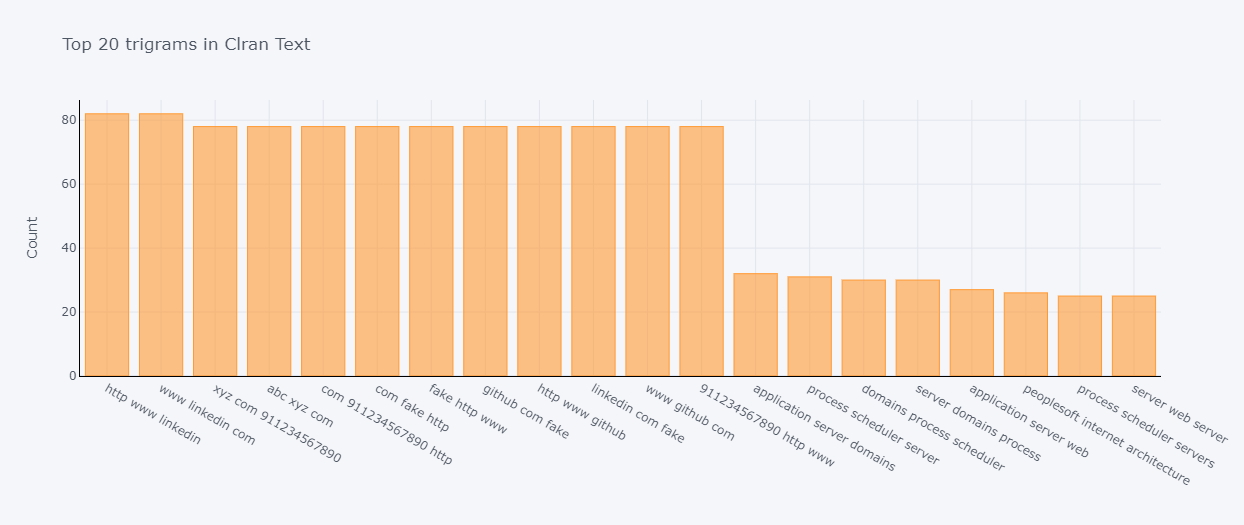 Top 20 trigrams in Clran Text
Count
80
60
40
20
0
http www linkedin
www linkedin com
xyz com 911234567890
abc xyz com
com 911234567890 http
com fake http
fake http www
github com fake
http www github
linkedin com fake
www github com
911234567890 http www
application server domains
process scheduler server
domains process scheduler
server domains process
application server web
peoplesoft internet architecture
process scheduler servers
server web server